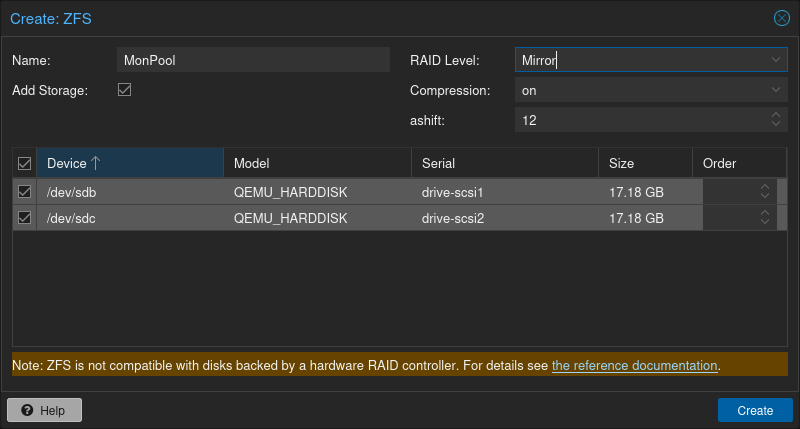 Create: ZFS
Name: MonPool RAID Level: Mirror
Add Storage: Compression: on
ashift: 12
Device Model Serial Size Order
/dev/sdb QEMU_HARDDISK drive-scsi1 17.18 GB
/dev/sdc QEMU_HARDDISK drive-scsi2 17.18 GB
Note: ZFS is not compatible with disks backed by a hardware RAID controller. For details see the reference documentation.
Help Create